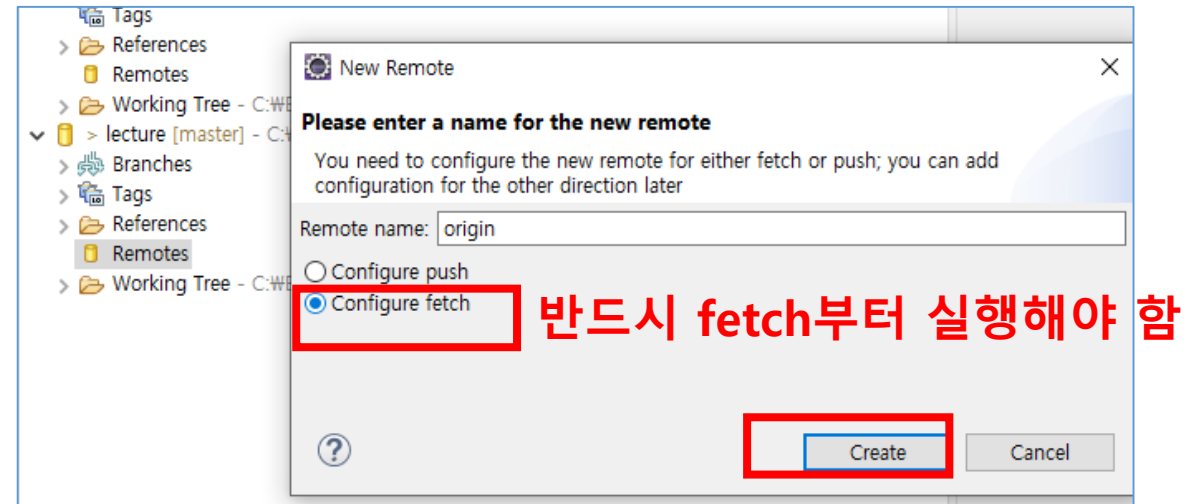 Tags
References
Remotes
Working Tree - C:₩
lecture [master] - C:
Branches
Tags
References
Remotes
Working Tree - C:₩
New Remote
Please enter a name for the new remote
You need to configure the new remote for either fetch or push; you can add
configuration for the other direction later
Remote name: origin
Configure push
Configure fetch
반드시 fetch부터 실행해야 함
Create
Cancel